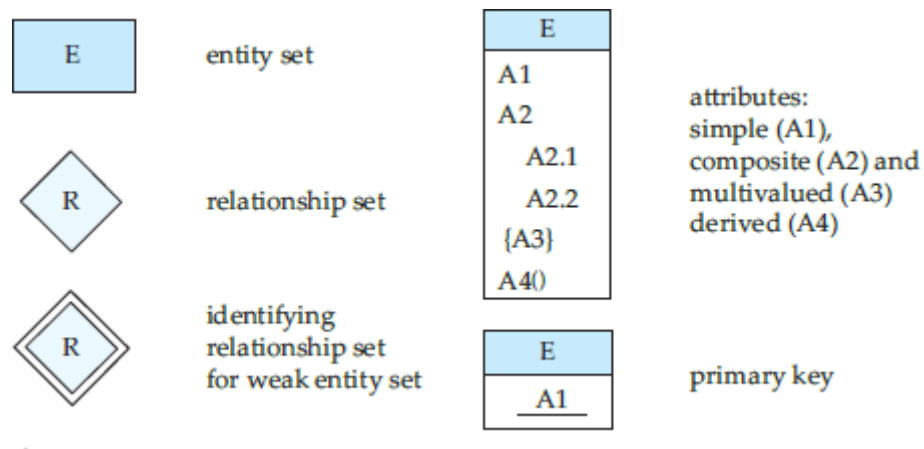 E
entity set
R
relationship set
R
identifying
relationship set
for weak entity set
E
A1
A2
A2.1
A2.2
{A3}
A4()
attributes:
simple (A1),
composite (A2) and
multivalued (A3)
derived (A4)
E
A1
primary key